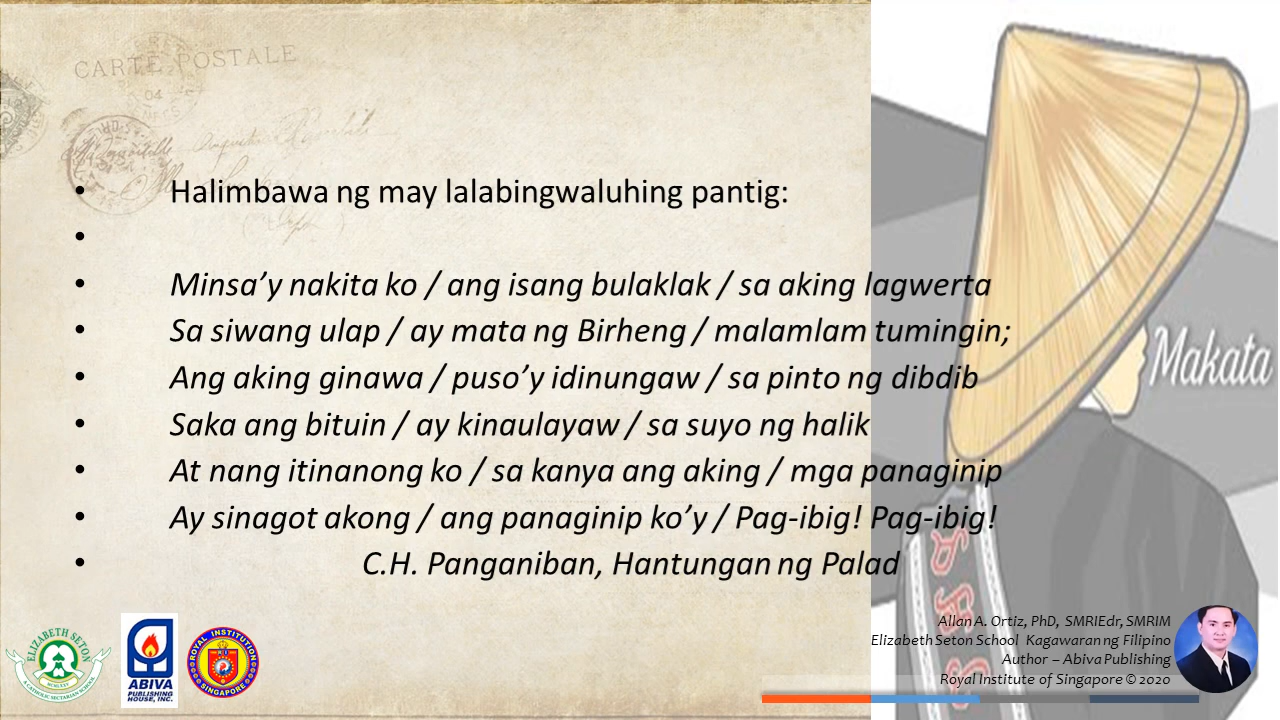 CARTE POSTALE
• Halimbawa ng may lalabingwaluhing pantig:
•
• Minsa’y nakita ko / ang isang bulaklak / sa aking lagwerta
• Sa siwang ulap / ay mata ng Birheng / malamlam tumingin;
• Ang aking ginawa / puso’y idinungaw / sa pinto ng dibdib
• Saka ang bituin / ay kinaulayaw / sa suyo ng halik
• At nang itinanong ko / sa kanya ang aking / mga panaginip
• Ay sinagot akong / ang panaginip ko’y / Pag-ibig! Pag-ibig!
• C.H. Panganiban, Hantungan ng Palad
Makata
Allan A. Ortiz, PhD, SMRIEdr, SMRIM
Elizabeth Seton School Kagawaran ng Filipino
Author – Abiva Publishing
Royal Institute of Singapore © 2020
ELIZABETH SETON
A CATHOLIC SECTARIAN SCHOOL
ABIVA
PUBLISHING
HOUSE, INC.
ROYAL INSTITUTION
SINGAPORE